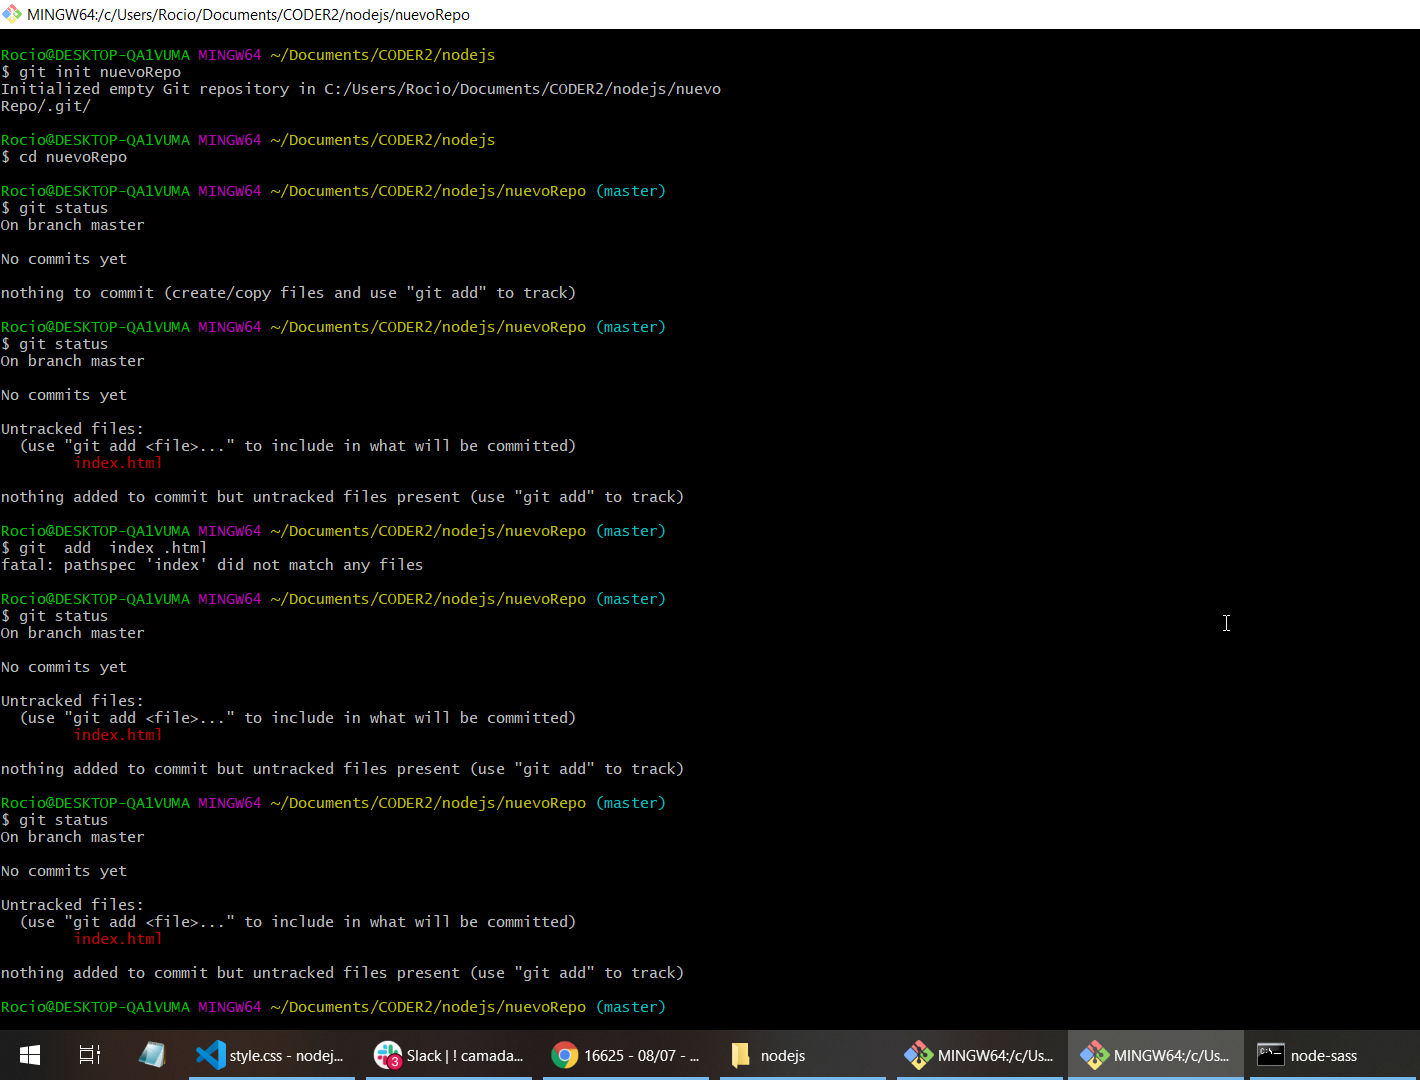 MINGW64:/c/Users/Rocio/Documents/CODER2/nodejs/nuevoRepo
Rocio@DESKTOP-QA1VUMA MINGW64 ~/Documents/CODER2/nodejs
$ git init nuevoRepo
Initialized empty Git repository in C:/Users/Rocio/Documents/CODER2/nodejs/nuevo
Repo/.git/
Rocio@DESKTOP-QA1VUMA MINGW64 ~/Documents/CODER2/nodejs
$ cd nuevoRepo
Rocio@DESKTOP-QA1VUMA MINGW64 ~/Documents/CODER2/nodejs/nuevoRepo (master)
$ git status
On branch master
No commits yet
nothing to commit (create/copy files and use "git add" to track)
Rocio@DESKTOP-QA1VUMA MINGW64 ~/Documents/CODER2/nodejs/nuevoRepo (master)
$ git status
On branch master
No commits yet
Untracked files:
  (use "git add <file>..." to include in what will be committed)
        index.html
nothing added to commit but untracked files present (use "git add" to track)
Rocio@DESKTOP-QA1VUMA MINGW64 ~/Documents/CODER2/nodejs/nuevoRepo (master)
$ git  add  index .html
fatal: pathspec 'index' did not match any files
Rocio@DESKTOP-QA1VUMA MINGW64 ~/Documents/CODER2/nodejs/nuevoRepo (master)
$ git status
On branch master
No commits yet
Untracked files:
  (use "git add <file>..." to include in what will be committed)
        index.html
nothing added to commit but untracked files present (use "git add" to track)
Rocio@DESKTOP-QA1VUMA MINGW64 ~/Documents/CODER2/nodejs/nuevoRepo (master)
$ git status
On branch master
No commits yet
Untracked files:
  (use "git add <file>..." to include in what will be committed)
        index.html
nothing added to commit but untracked files present (use "git add" to track)
Rocio@DESKTOP-QA1VUMA MINGW64 ~/Documents/CODER2/nodejs/nuevoRepo (master)
style.css - nodej... 3 Slack | ! camada... 16625 - 08/07 - ... nodejs MINGW64:/c/Us... MINGW64:/c/Us... C:\_ node-sass